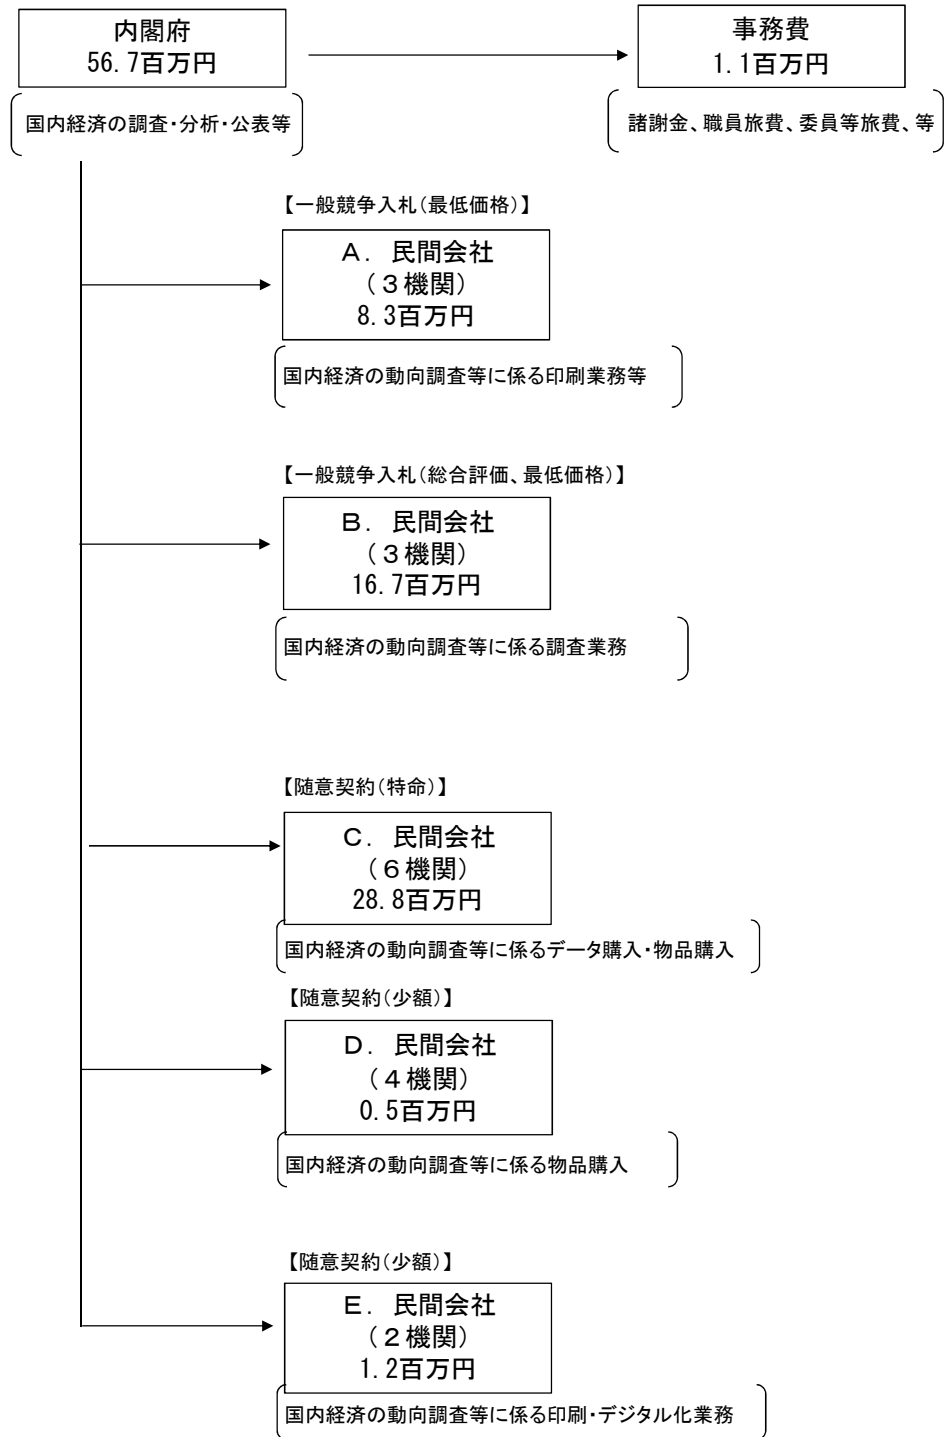 内閣府
56.7百万円
事務費
1.1百万円
国内経済の調査・分析・公表等
諸謝金、職員旅費、委員等旅費、等
【一般競争入札(最低価格)】
A. 民間会社
(3機関)
8.3百万円
国内経済の動向調査等に係る印刷業務等
【一般競争入札(総合評価、最低価格)】
B. 民間会社
(3機関)
16.7百万円
国内経済の動向調査等に係る調査業務
【随意契約(特命)】
C. 民間会社
(6機関)
28.8百万円
国内経済の動向調査等に係るデータ購入・物品購入
【随意契約(少額)】
D. 民間会社
(4機関)
0.5百万円
国内経済の動向調査等に係る物品購入
【随意契約(少額)】
E. 民間会社
(2機関)
1.2百万円
国内経済の動向調査等に係る印刷・デジタル化業務